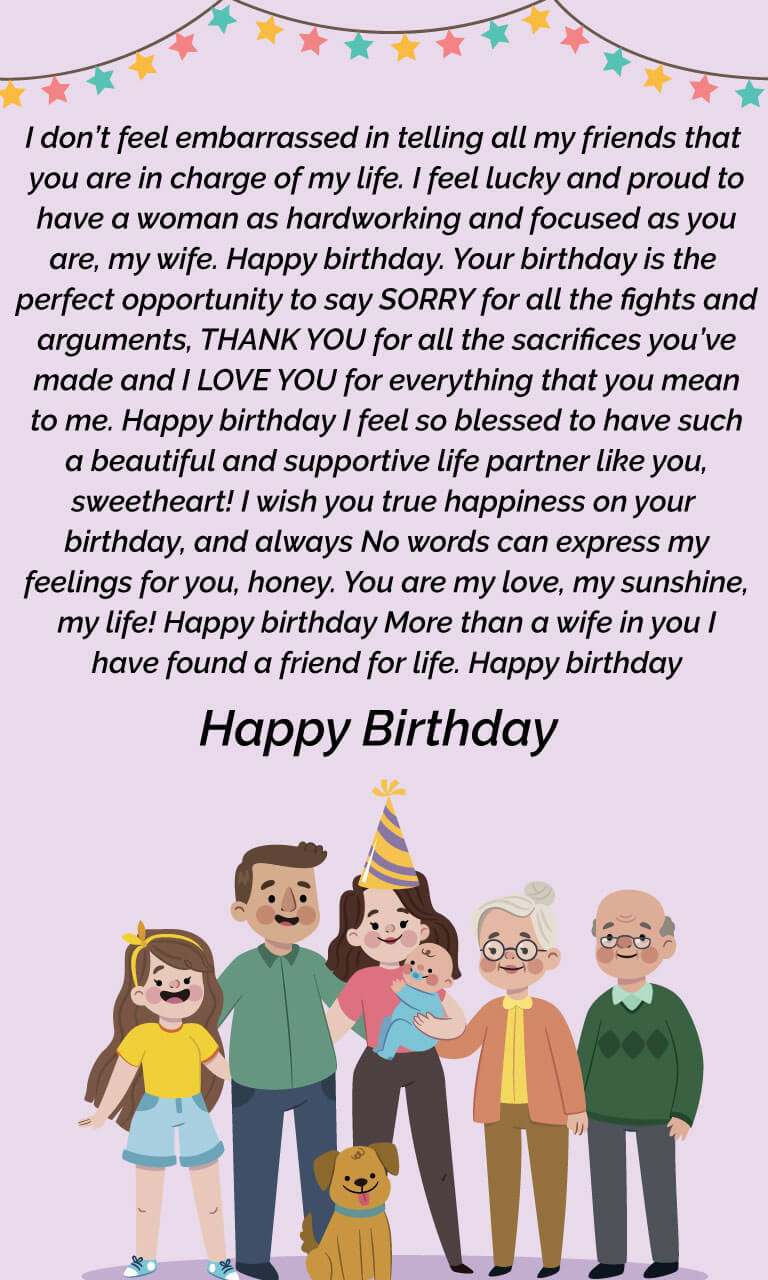 I don't feel embarrassed in telling all my friends that
you are in charge of my life. I feel lucky and proud to
have a woman as hardworking and focused as you
are, my wife. Happy birthday. Your birthday is the
perfect opportunity to say SORRY for all the fights and
arguments, THANK YOU for all the sacrifices you've
made and I LOVE YOU for everything that you mean
to me. Happy birthday I feel so blessed to have such
a beautiful and supportive life partner like you,
sweetheart! I wish you true happiness on your
birthday, and always No words can express my
feelings for you, honey. You are my love, my sunshine,
my life! Happy birthday More than a wife in you I
have found a friend for life. Happy birthday
Happy Birthday